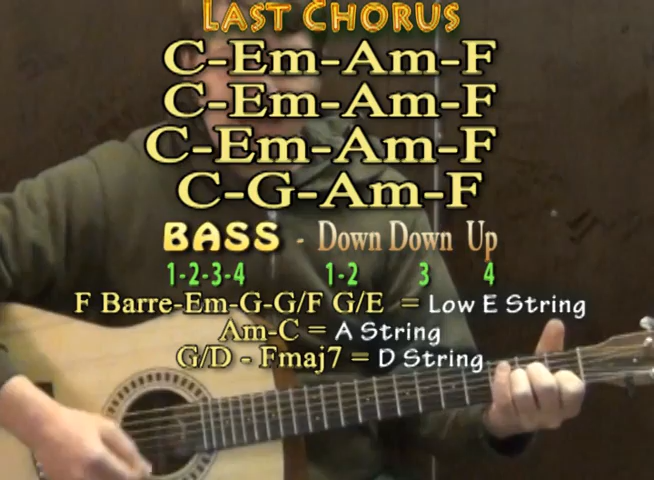 LAST CHORUS
C-Em-Am-F
C-Em-Am-F
C-Em-Am-F
C-G-Am-F
BASS - Down Down Up
1-2-3-4 1-2 3 4
F Barre-Em-G-G/F G/E = Low E String
Am-C = A String
G/D - Fmaj7 = D String